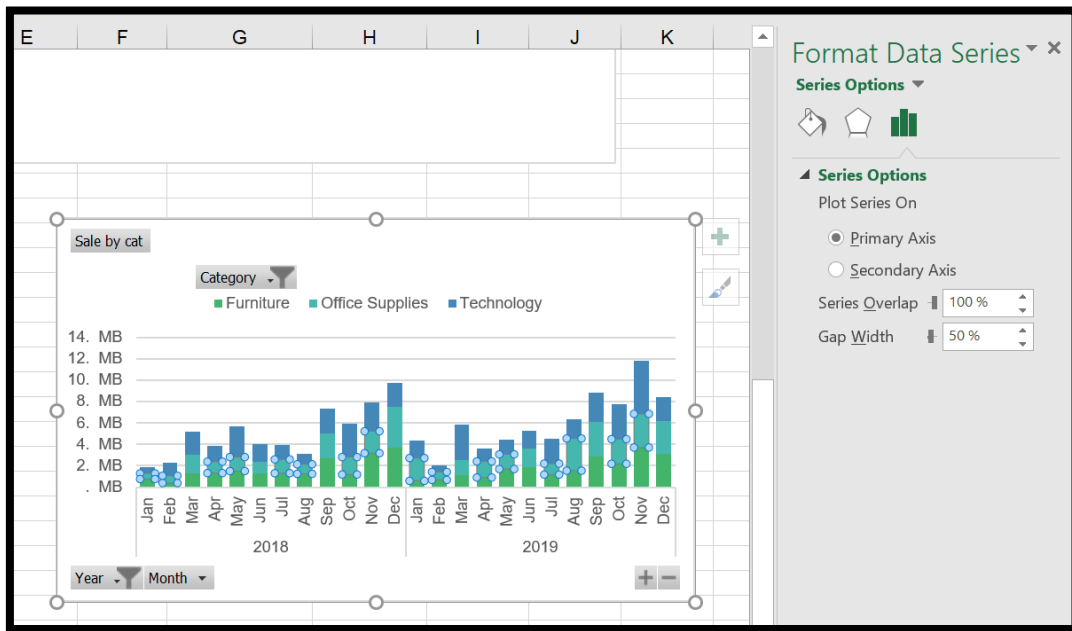 E F G H I J K
Sale by cat
Category
Furniture Office Supplies Technology
14. MB
12. MB
10. MB
8. MB
6. MB
4. MB
2. MB
. MB
Jan Feb Mar Apr May Jun Jul Aug Sep Oct Nov Dec Jan Feb Mar Apr May Jun Jul Aug Sep Oct Nov Dec
2018 2019
Year Month
Format Data Series
Series Options
Series Options
Plot Series On
Primary Axis
Secondary Axis
Series Overlap 100 %
Gap Width 50 %